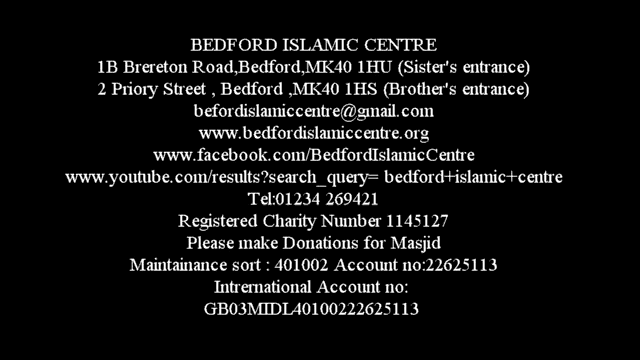 BEDFORD ISLAMIC CENTRE
1B Brereton Road,Bedford,MK40 1HU (Sister's entrance)
2 Priory Street , Bedford ,MK40 1HS (Brother's entrance)
befordislamiccentre@gmail.com
www.bedfordislamiccentre.org
www.facebook.com/BedfordIslamicCentre
www.youtube.com/results?search_query= bedford+islamic+centre
Tel:01234 269421
Registered Charity Number 1145127
Please make Donations for Masjid
Maintainance sort : 401002 Account no:22625113
Intrernational Account no:
GB03MIDL40100222625113